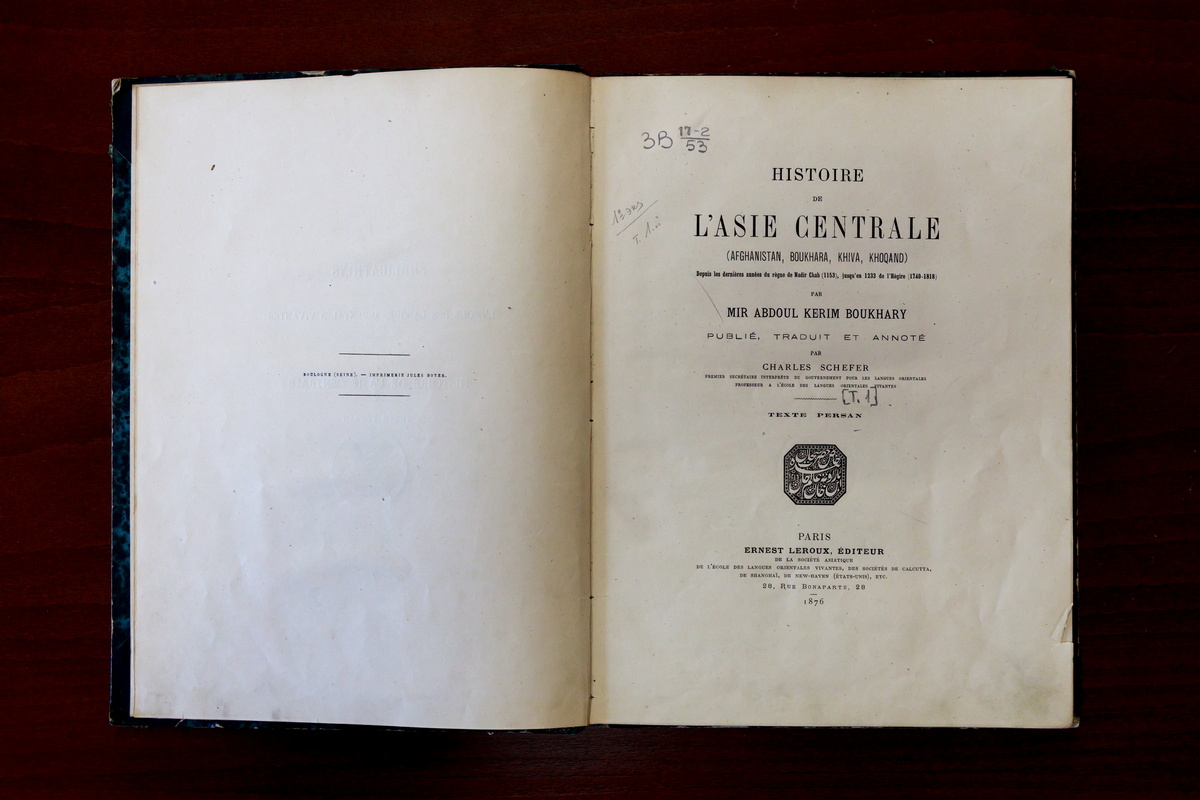 BOULOGNE (SEINE). — IMPRIMERIE JULES BOYER.
3B 17-2
53
1 экз
T. 1
HISTOIRE
DE
L'ASIE CENTRALE
(AFGHANISTAN, BOUKHARA, KHIVA, KHOQAND)
Depuis les dernières années du règne de Nadir Chah (1153), jusqu'en 1233 de l'Hégire (1740-1818)
PAR
MIR ABDOUL KERIM BOUKHARY
PUBLIÉ, TRADUIT ET ANNOTÉ
PAR
CHARLES SCHEFER
PREMIER SECRÉTAIRE INTERPRÈTE DU GOUVERNEMENT POUR LES LANGUES ORIENTALES
PROFESSEUR A L'ÉCOLE DES LANGUES ORIENTALES VIVANTES
[T. 1]
TEXTE PERSAN
PARIS
ERNEST LEROUX, ÉDITEUR
DE LA SOCIÉTÉ ASIATIQUE
DE L'ÉCOLE DES LANGUES ORIENTALES VIVANTES, DES SOCIÉTÉS DE CALCUTTA,
DE SHANGHAÏ, DE NEW-HAVEN (ÉTATS-UNIS), ETC.
28, RUE BONAPARTE, 28
1876